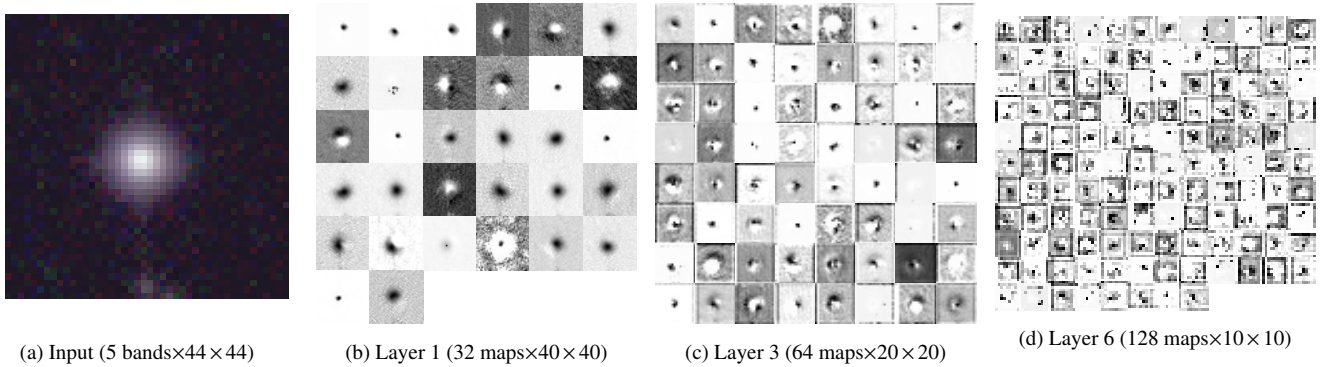 (a) Input (5 bands×44×44)
(b) Layer 1 (32 maps×40×40)
(c) Layer 3 (64 maps×20×20)
(d) Layer 6 (128 maps×10×10)